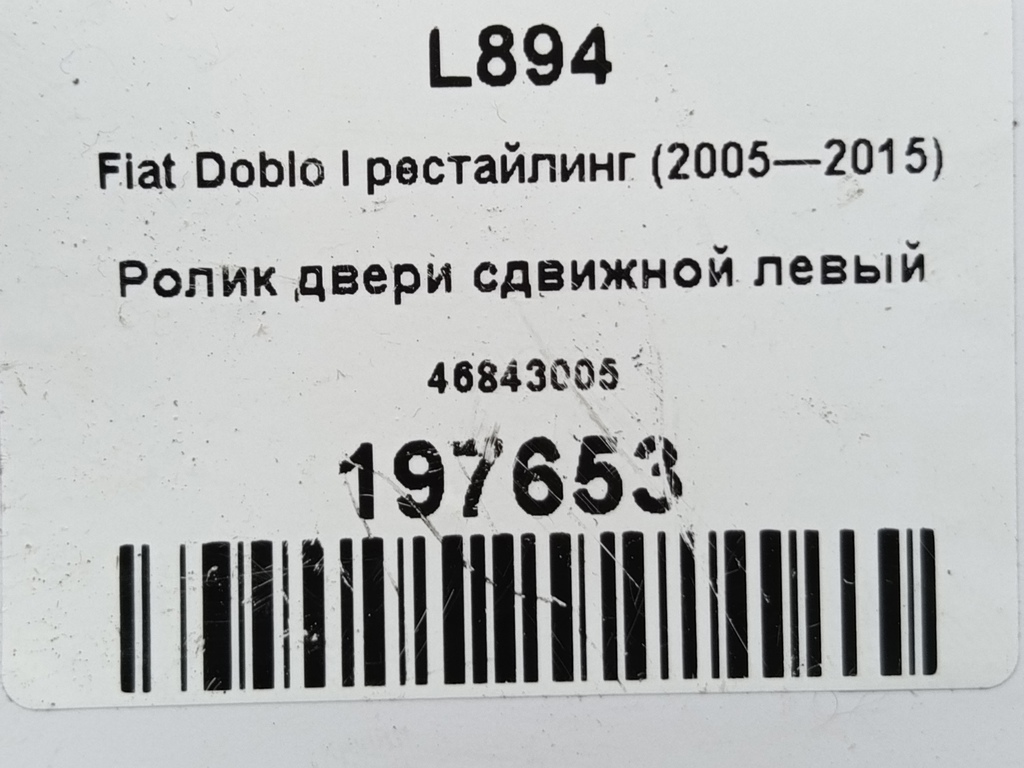 L894
Fiat Doblo I рестайлинг (2005—2015)
Ролик двери сдвижной левый
46843005
197653